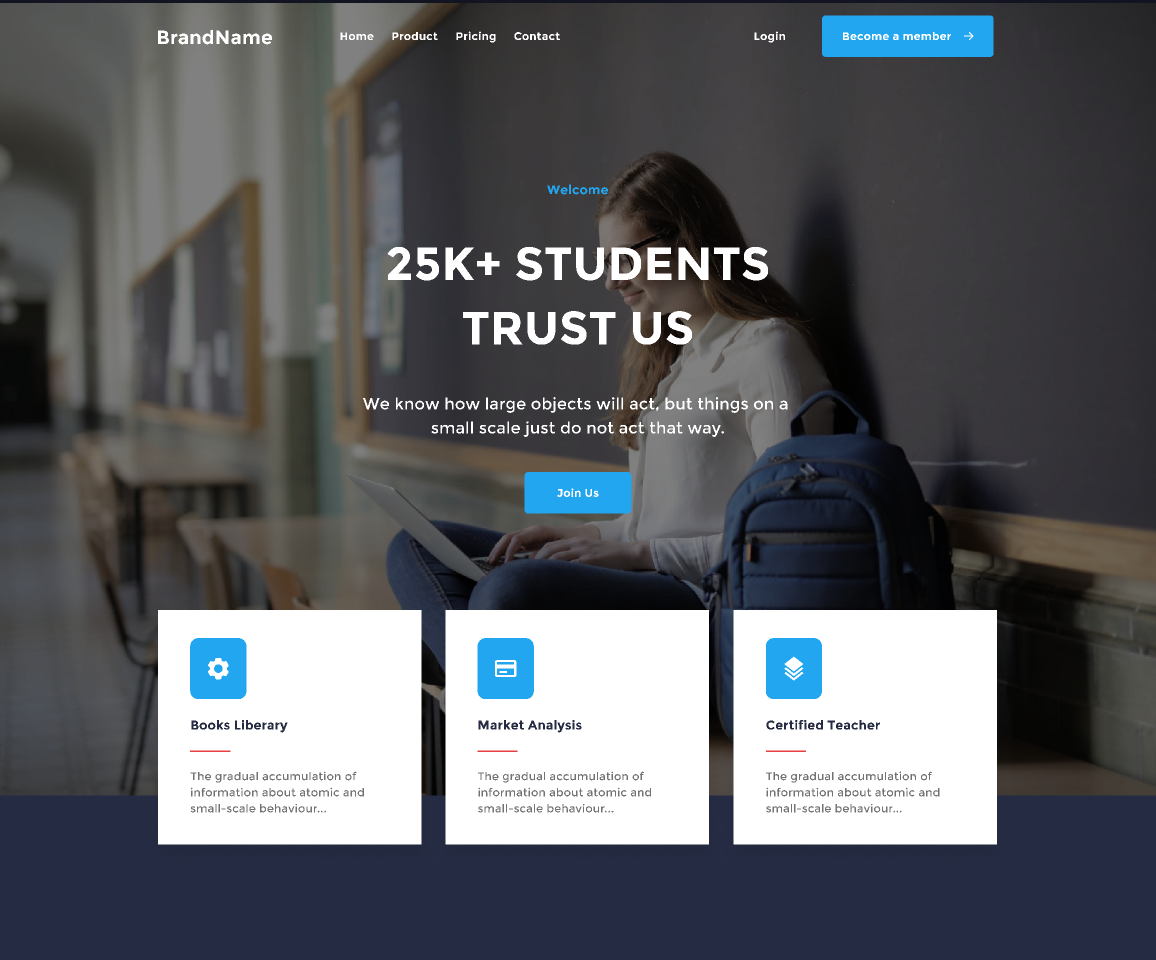 BrandName
Home Product Pricing Contact
Login
Become a member
Welcome
25K+ STUDENTS
TRUST US
We know how large objects will act, but things on a
small scale just do not act that way.
Join Us
Books Liberary
The gradual accumulation of
information about atomic and
small-scale behaviour...
Market Analysis
The gradual accumulation of
information about atomic and
small-scale behaviour...
Certified Teacher
The gradual accumulation of
information about atomic and
small-scale behaviour...